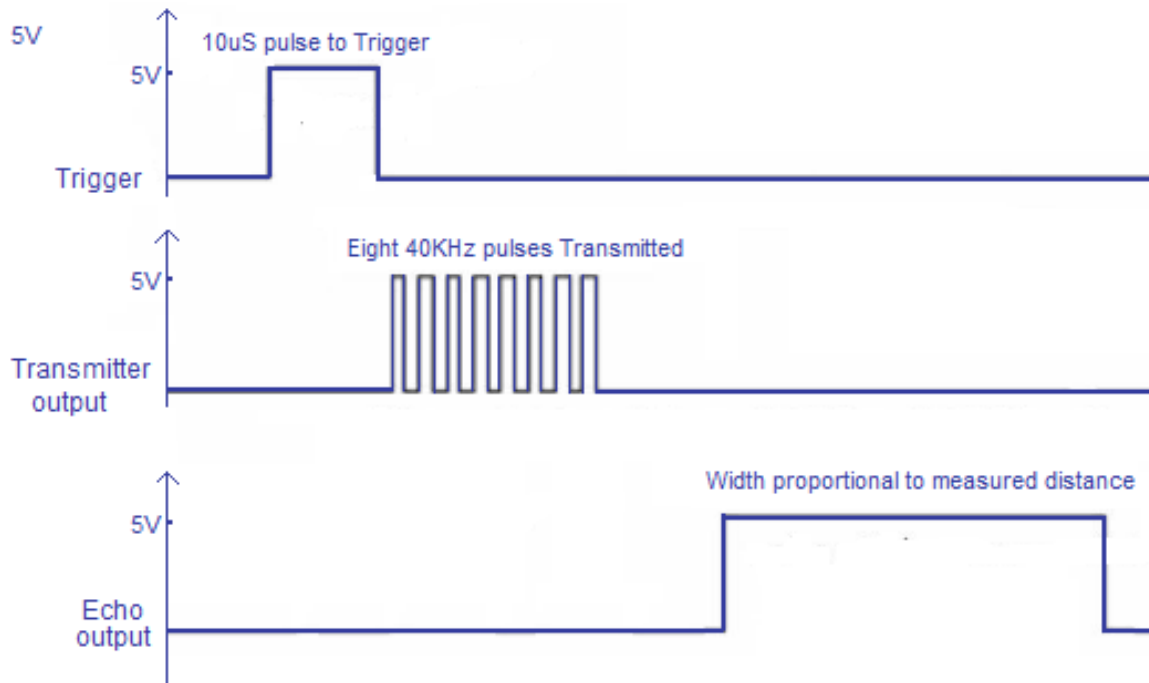 5V
10uS pulse to Trigger
5V
Trigger
Eight 40KHz pulses Transmitted
5V
Transmitter
output
Width proportional to measured distance
5V
Echo
output